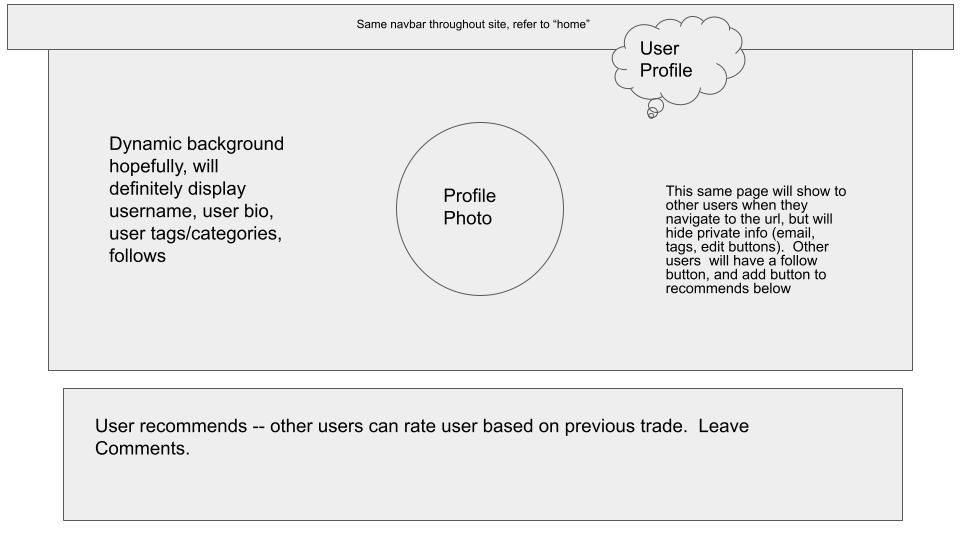 Same navbar throughout site, refer to “home”
User
Profile
Dynamic background
hopefully, will
definitely display
username, user bio,
user tags/categories,
follows
Profile
Photo
This same page will show to
other users when they
navigate to the url, but will
hide private info (email,
tags, edit buttons).  Other
users  will have a follow
button, and add button to
recommends below
User recommends -- other users can rate user based on previous trade.  Leave
Comments.